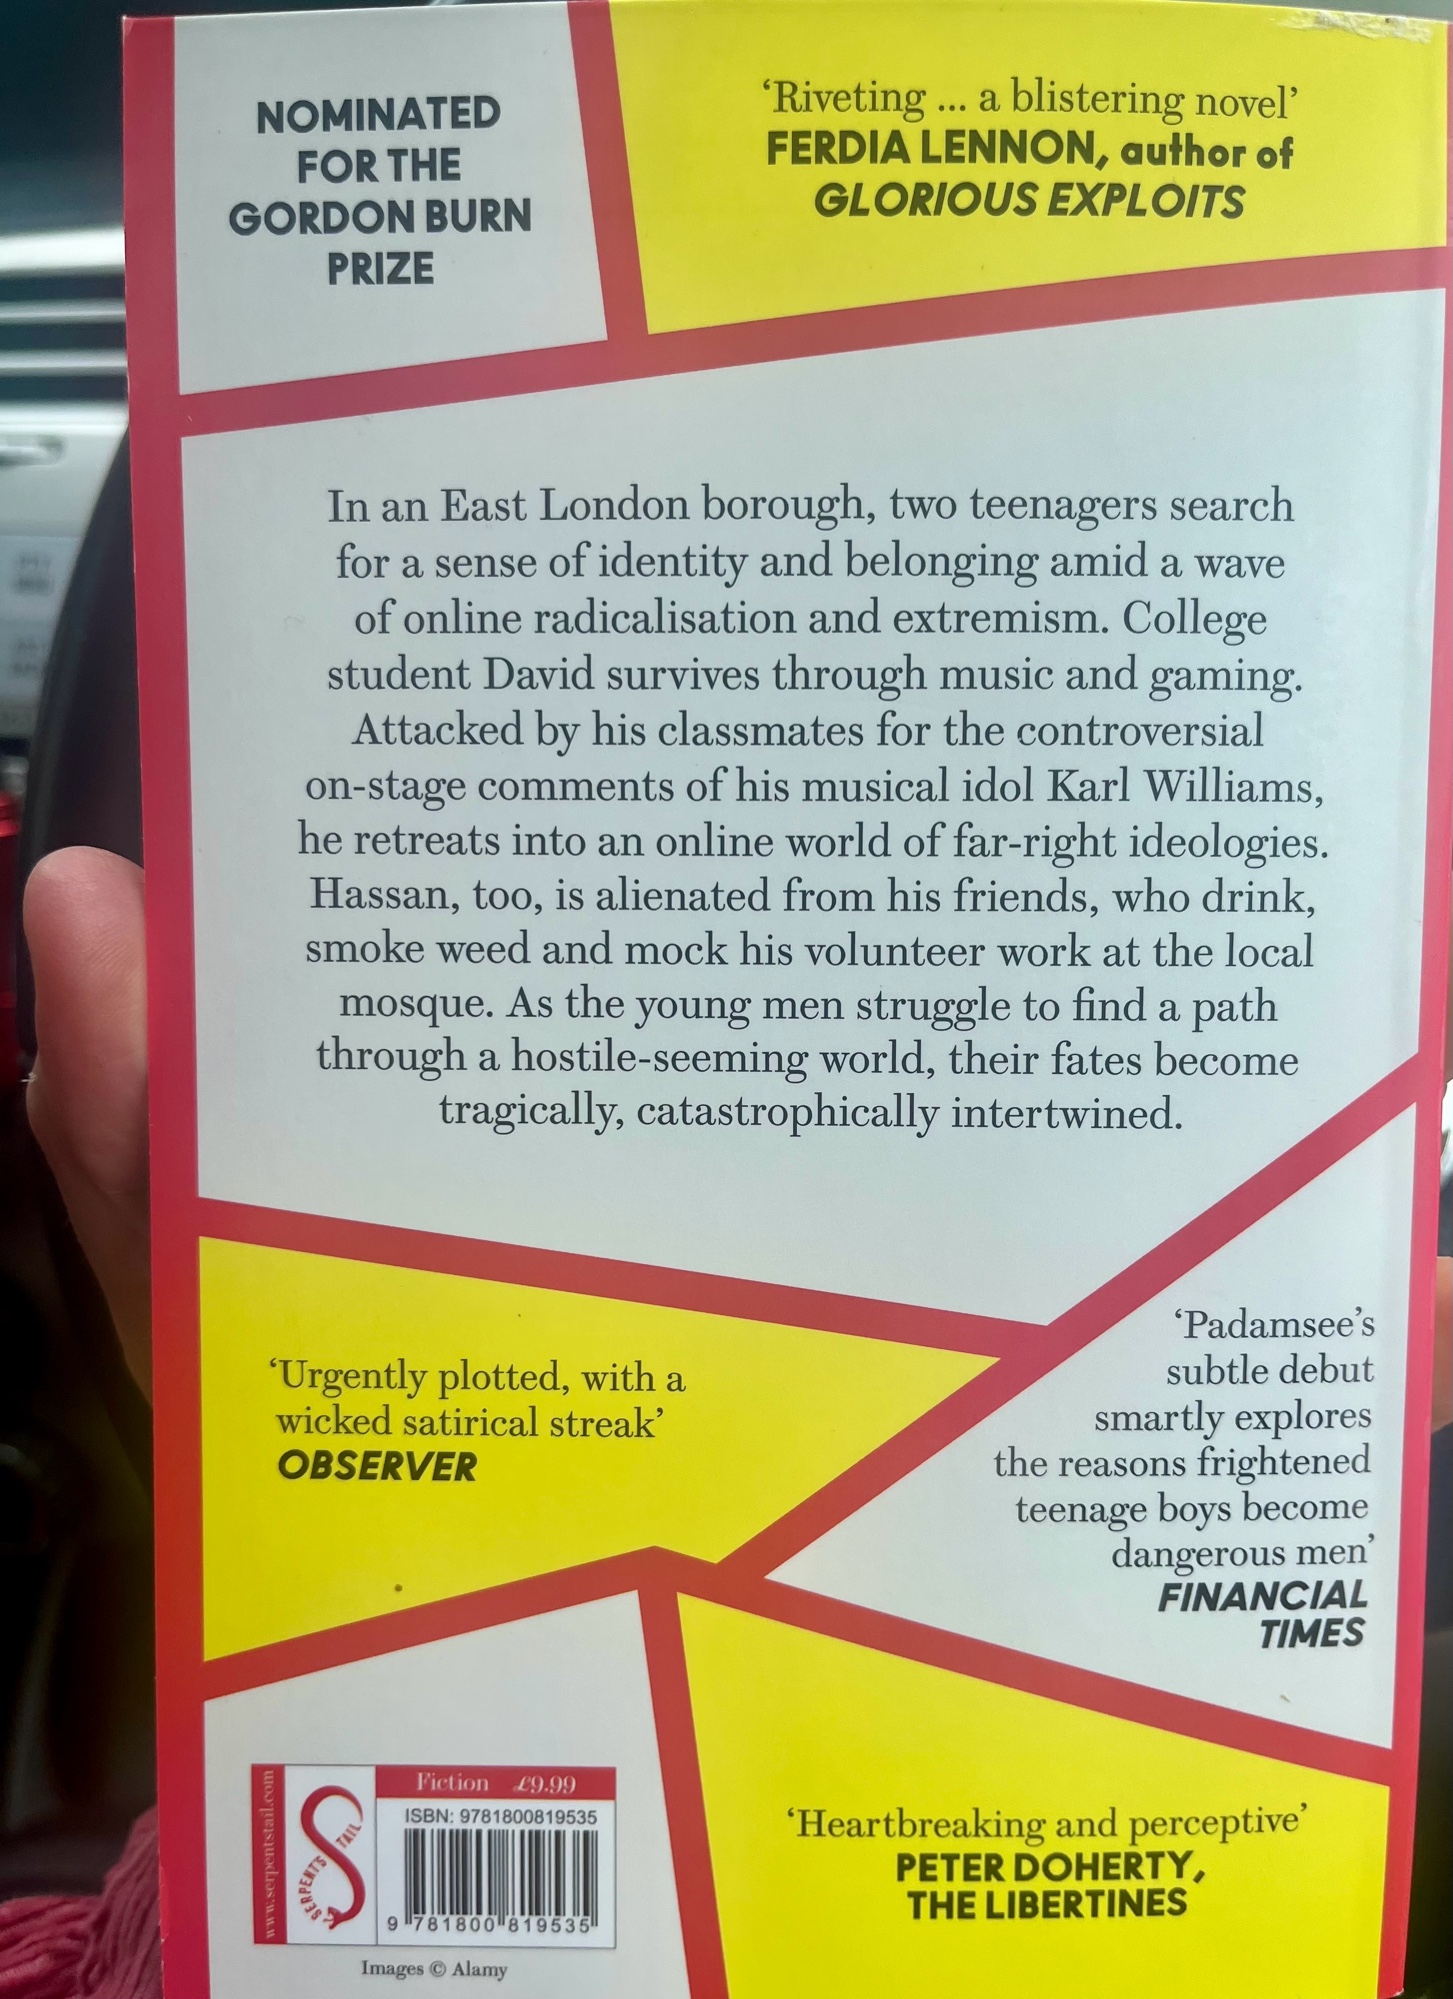 NOMINATED
FOR THE
GORDON BURN
PRIZE
‘Riveting ... a blistering novel’
FERDIA LENNON, author of
GLORIOUS EXPLOITS
In an East London borough, two teenagers search
for a sense of identity and belonging amid a wave
of online radicalisation and extremism. College
student David survives through music and gaming.
Attacked by his classmates for the controversial
on-stage comments of his musical idol Karl Williams,
he retreats into an online world of far-right ideologies.
Hassan, too, is alienated from his friends, who drink,
smoke weed and mock his volunteer work at the local
mosque. As the young men struggle to find a path
through a hostile-seeming world, their fates become
tragically, catastrophically intertwined.
‘Urgently plotted, with a
wicked satirical streak’
OBSERVER
‘Padamsee’s
subtle debut
smartly explores
the reasons frightened
teenage boys become
dangerous men’
FINANCIAL
TIMES
www.serpentstail.com
SERPENT'S
TAIL
Fiction £9.99
ISBN: 9781800819535
9 781800 819535
Images © Alamy
‘Heartbreaking and perceptive’
PETER DOHERTY,
THE LIBERTINES